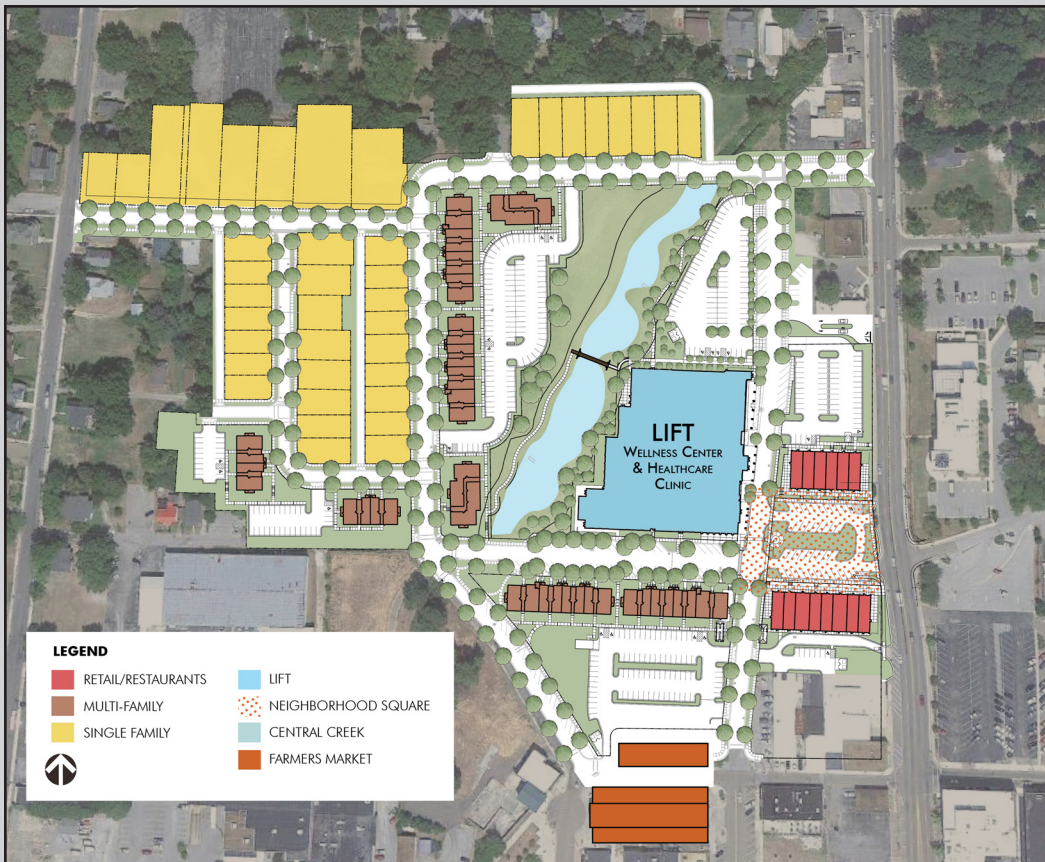 LIFT
WELLNESS CENTER
& HEALTHCARE
CLINIC
LEGEND
RETAIL/RESTAURANTS
MULTI-FAMILY
SINGLE FAMILY
LIFT
NEIGHBORHOOD SQUARE
CENTRAL CREEK
FARMERS MARKET